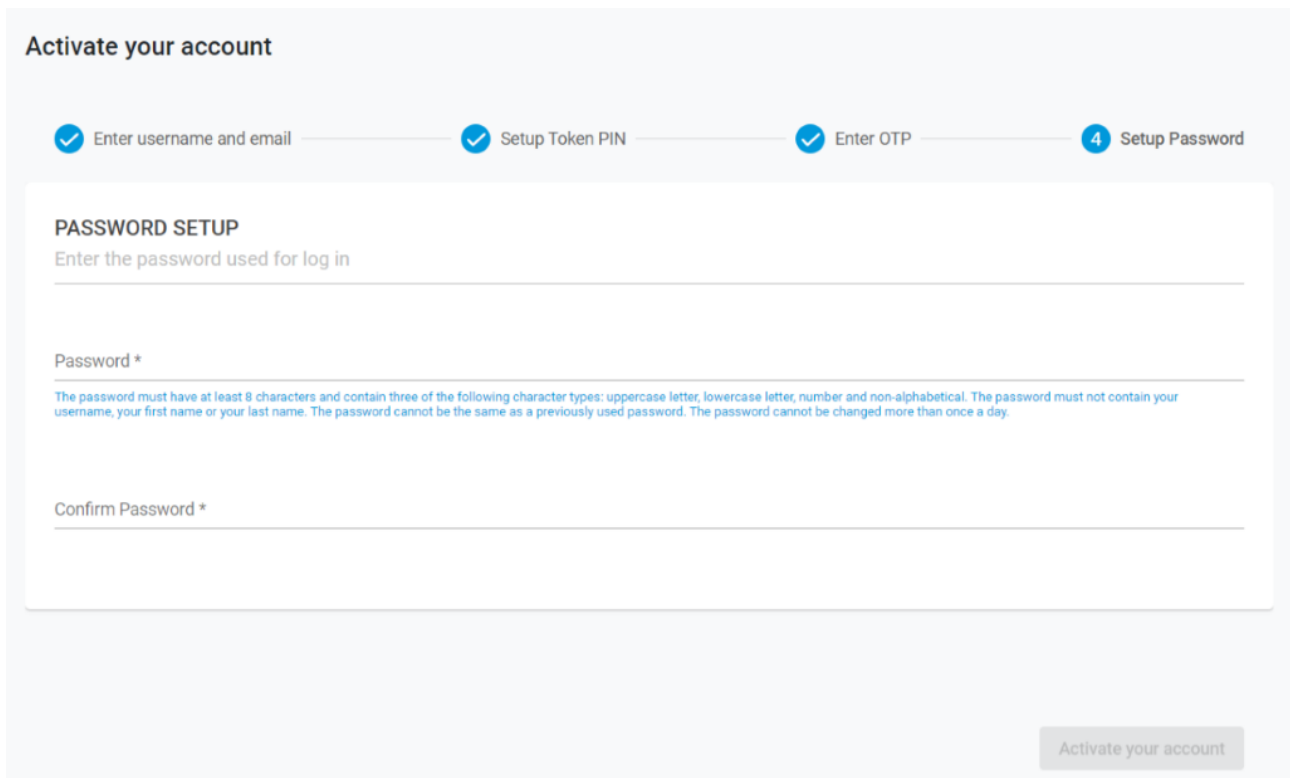 Activate your account
Enter username and email
Setup Token PIN
Enter OTP
4 Setup Password
PASSWORD SETUP
Enter the password used for log in
Password *
The password must have at least 8 characters and contain three of the following character types: uppercase letter, lowercase letter, number and non-alphabetical. The password must not contain your
username, your first name or your last name. The password cannot be the same as a previously used password. The password cannot be changed more than once a day.
Confirm Password *
Activate your account